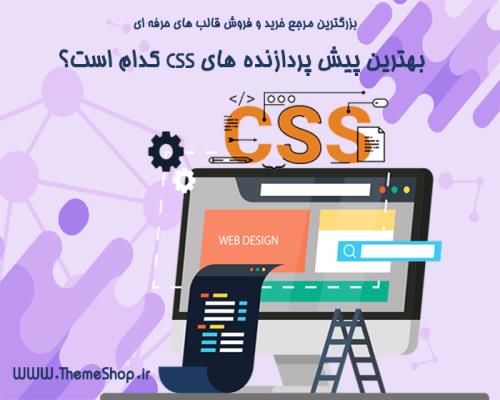 بزرگترین مرجع خرید و فروش قالب های حرفه ای
بهترین پیش پردازنده های css کدام است؟
</>
CSS
WEB DESIGN
</>
WWW.ThemeShop.ir